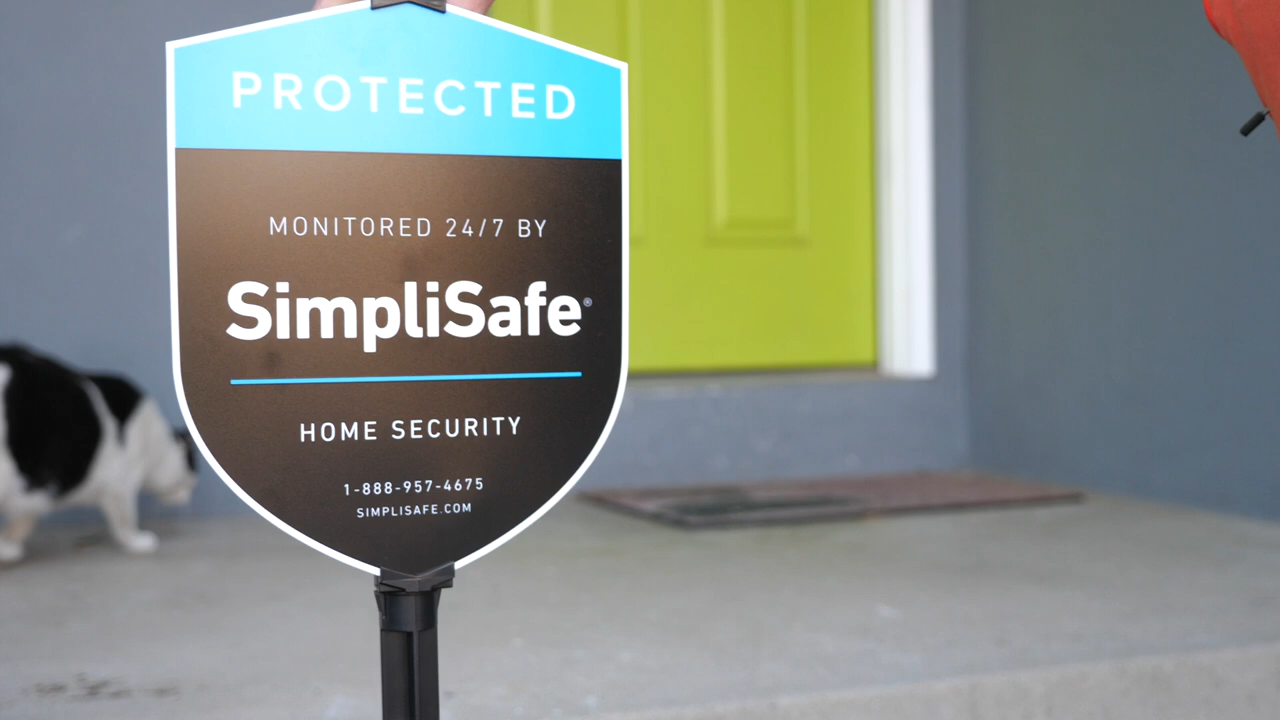 PROTECTED
MONITORED 24/7 BY
SimpliSafe®
HOME SECURITY
1-888-957-4675
SIMPLISAFE.COM